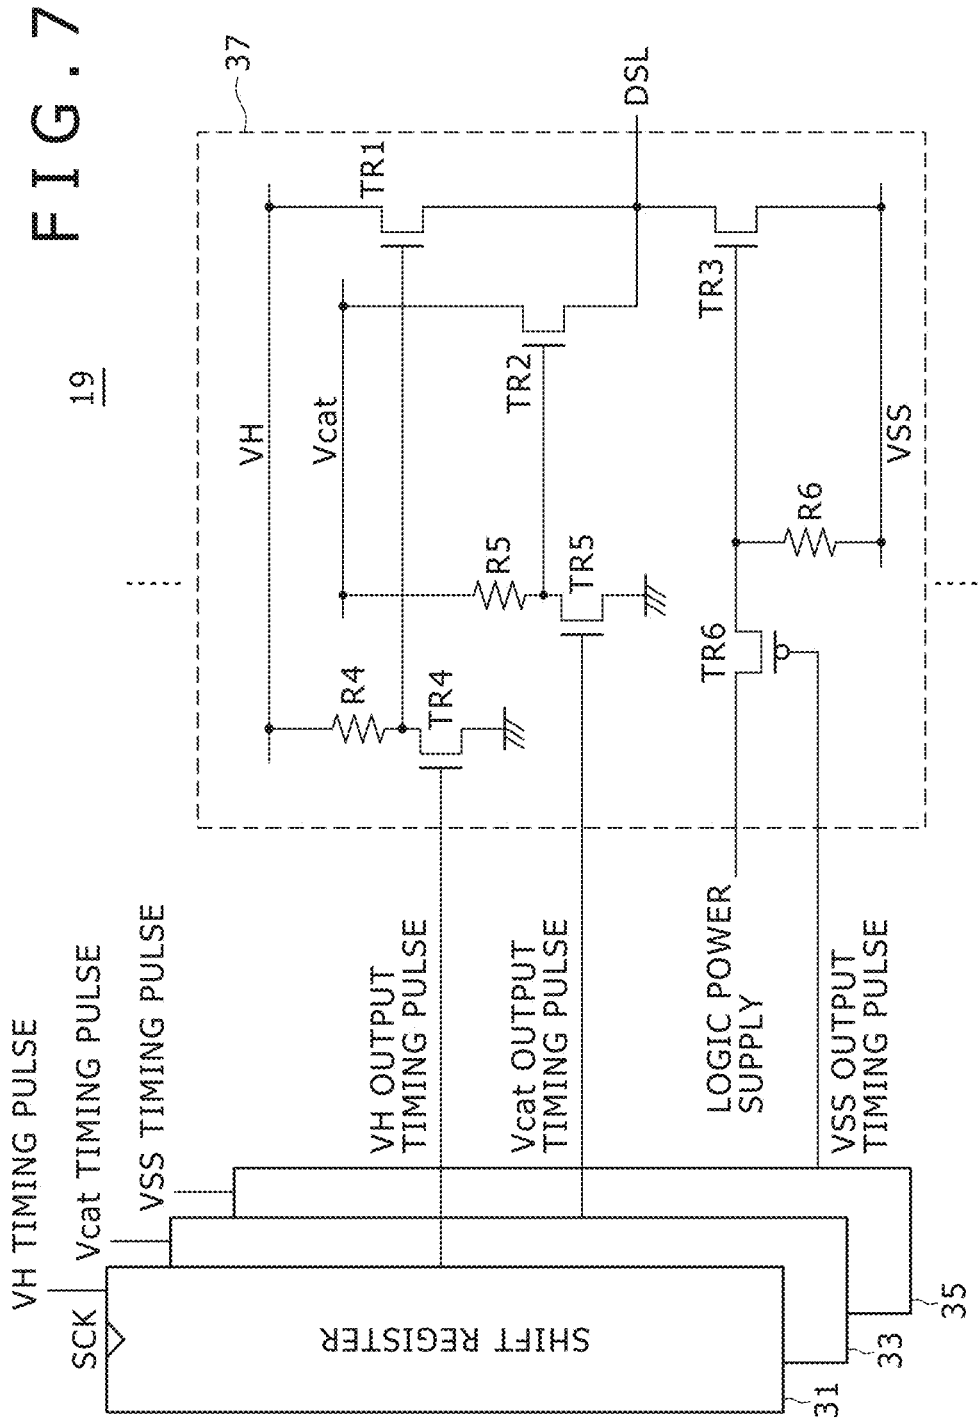 FIG. 7
19
37
VH
Vcat
TR1
DSL
TR2
TR3
R4
R5
TR4
TR5
TR6
R6
VSS
VH TIMING PULSE
Vcat TIMING PULSE
VSS TIMING PULSE
SCK
SHIFT REGISTER
VH OUTPUT
TIMING PULSE
Vcat OUTPUT
TIMING PULSE
LOGIC POWER
SUPPLY
VSS OUTPUT
TIMING PULSE
31
33
35